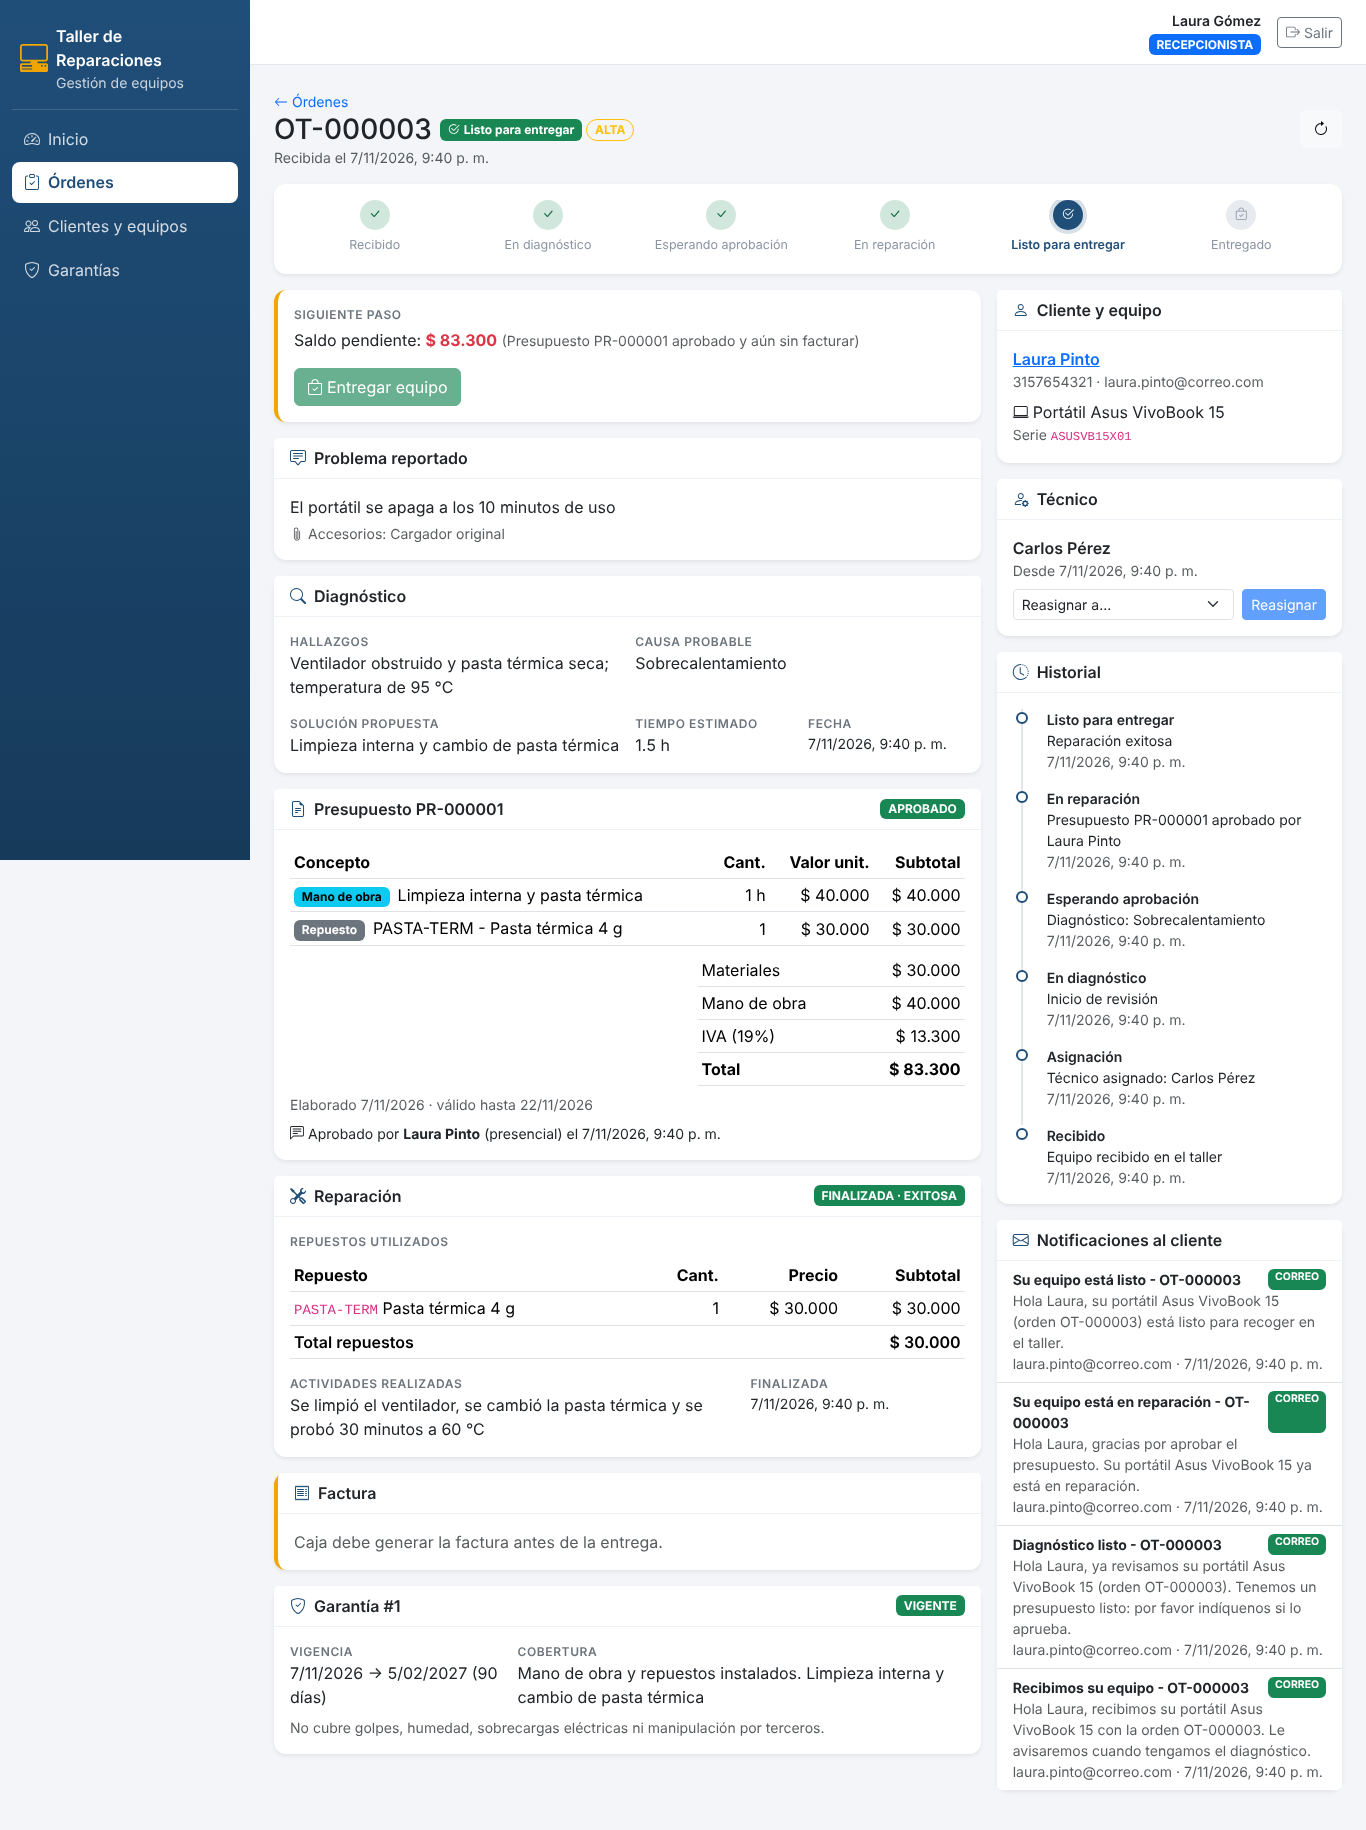 Taller de
Reparaciones
Gestión de equipos
Inicio
Órdenes
Clientes y equipos
Garantías
Laura Gómez
RECEPCIONISTA
Salir
← Órdenes
OT-000003 Listo para entregar ALTA
Recibida el 7/11/2026, 9:40 p. m.
Recibido
En diagnóstico
Esperando aprobación
En reparación
Listo para entregar
Entregado
SIGUIENTE PASO
Saldo pendiente: $ 83.300 (Presupuesto PR-000001 aprobado y aún sin facturar)
Entregar equipo
Problema reportado
El portátil se apaga a los 10 minutos de uso
Accesorios: Cargador original
Diagnóstico
HALLAZGOS
Ventilador obstruido y pasta térmica seca;
temperatura de 95 °C
CAUSA PROBABLE
Sobrecalentamiento
SOLUCIÓN PROPUESTA
Limpieza interna y cambio de pasta térmica
TIEMPO ESTIMADO
1.5 h
FECHA
7/11/2026, 9:40 p. m.
Presupuesto PR-000001 APROBADO
Concepto Cant. Valor unit. Subtotal
Mano de obra Limpieza interna y pasta térmica 1 h $ 40.000 $ 40.000
Repuesto PASTA-TERM - Pasta térmica 4 g 1 $ 30.000 $ 30.000
Materiales $ 30.000
Mano de obra $ 40.000
IVA (19%) $ 13.300
Total $ 83.300
Elaborado 7/11/2026 · válido hasta 22/11/2026
Aprobado por Laura Pinto (presencial) el 7/11/2026, 9:40 p. m.
Reparación FINALIZADA · EXITOSA
REPUESTOS UTILIZADOS
Repuesto Cant. Precio Subtotal
PASTA-TERM Pasta térmica 4 g 1 $ 30.000 $ 30.000
Total repuestos $ 30.000
ACTIVIDADES REALIZADAS
Se limpió el ventilador, se cambió la pasta térmica y se
probó 30 minutos a 60 °C
FINALIZADA
7/11/2026, 9:40 p. m.
Factura
Caja debe generar la factura antes de la entrega.
Garantía #1 VIGENTE
VIGENCIA
7/11/2026 → 5/02/2027 (90
días)
COBERTURA
Mano de obra y repuestos instalados. Limpieza interna y
cambio de pasta térmica
No cubre golpes, humedad, sobrecargas eléctricas ni manipulación por terceros.
Cliente y equipo
Laura Pinto
3157654321 · laura.pinto@correo.com
Portátil Asus VivoBook 15
Serie ASUSVB15X01
Técnico
Carlos Pérez
Desde 7/11/2026, 9:40 p. m.
Reasignar a... Reasignar
Historial
Listo para entregar
Reparación exitosa
7/11/2026, 9:40 p. m.
En reparación
Presupuesto PR-000001 aprobado por
Laura Pinto
7/11/2026, 9:40 p. m.
Esperando aprobación
Diagnóstico: Sobrecalentamiento
7/11/2026, 9:40 p. m.
En diagnóstico
Inicio de revisión
7/11/2026, 9:40 p. m.
Asignación
Técnico asignado: Carlos Pérez
7/11/2026, 9:40 p. m.
Recibido
Equipo recibido en el taller
7/11/2026, 9:40 p. m.
Notificaciones al cliente
Su equipo está listo - OT-000003 CORREO
Hola Laura, su portátil Asus VivoBook 15
(orden OT-000003) está listo para recoger en
el taller.
laura.pinto@correo.com · 7/11/2026, 9:40 p. m.
Su equipo está en reparación - OT- CORREO
000003
Hola Laura, gracias por aprobar el
presupuesto. Su portátil Asus VivoBook 15 ya
está en reparación.
laura.pinto@correo.com · 7/11/2026, 9:40 p. m.
Diagnóstico listo - OT-000003 CORREO
Hola Laura, ya revisamos su portátil Asus
VivoBook 15 (orden OT-000003). Tenemos un
presupuesto listo: por favor indíquenos si lo
aprueba.
laura.pinto@correo.com · 7/11/2026, 9:40 p. m.
Recibimos su equipo - OT-000003 CORREO
Hola Laura, recibimos su portátil Asus
VivoBook 15 con la orden OT-000003. Le
avisaremos cuando tengamos el diagnóstico.
laura.pinto@correo.com · 7/11/2026, 9:40 p. m.